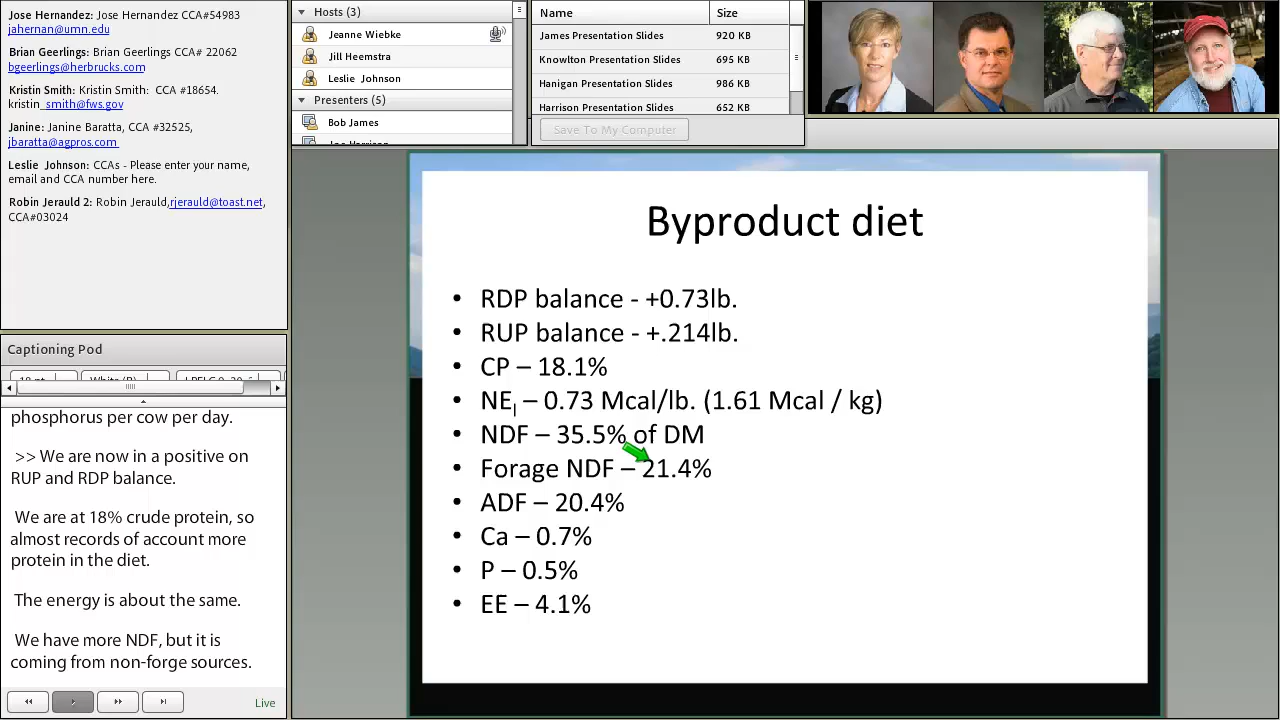 Jose Hernandez: Jose Hernandez CCA#54983
jahernan@umn.edu
Brian Geerlings: Brian Geerlings CCA# 22062
bgeerlings@herbrucks.com
Kristin Smith: Kristin Smith: CCA #18654.
kristin_smith@fws.gov
Janine: Janine Baratta, CCA #32525,
jbaratta@agpros.com
Leslie Johnson: CCAs - Please enter your name,
email and CCA number here.
Robin Jerauld 2: Robin Jerauld,rjerauld@toast.net,
CCA#03024
Captioning Pod
phosphorus per cow per day.
>> We are now in a positive on
RUP and RDP balance.
We are at 18% crude protein, so
almost records of account more
protein in the diet.
The energy is about the same.
We have more NDF, but it is
coming from non-forge sources.
Live
Hosts (3)
Jeanne Wiebke
Jill Heemstra
Leslie Johnson
Presenters (5)
Bob James
Name Size
James Presentation Slides 920 KB
Knowlton Presentation Slides 695 KB
Hanigan Presentation Slides 986 KB
Harrison Presentation Slides 652 KB
Save To My Computer
Byproduct diet
• RDP balance - +0.73lb.
• RUP balance - +.214lb.
• CP – 18.1%
• NEl – 0.73 Mcal/lb. (1.61 Mcal / kg)
• NDF – 35.5% of DM
• Forage NDF – 21.4%
• ADF – 20.4%
• Ca – 0.7%
• P – 0.5%
• EE – 4.1%